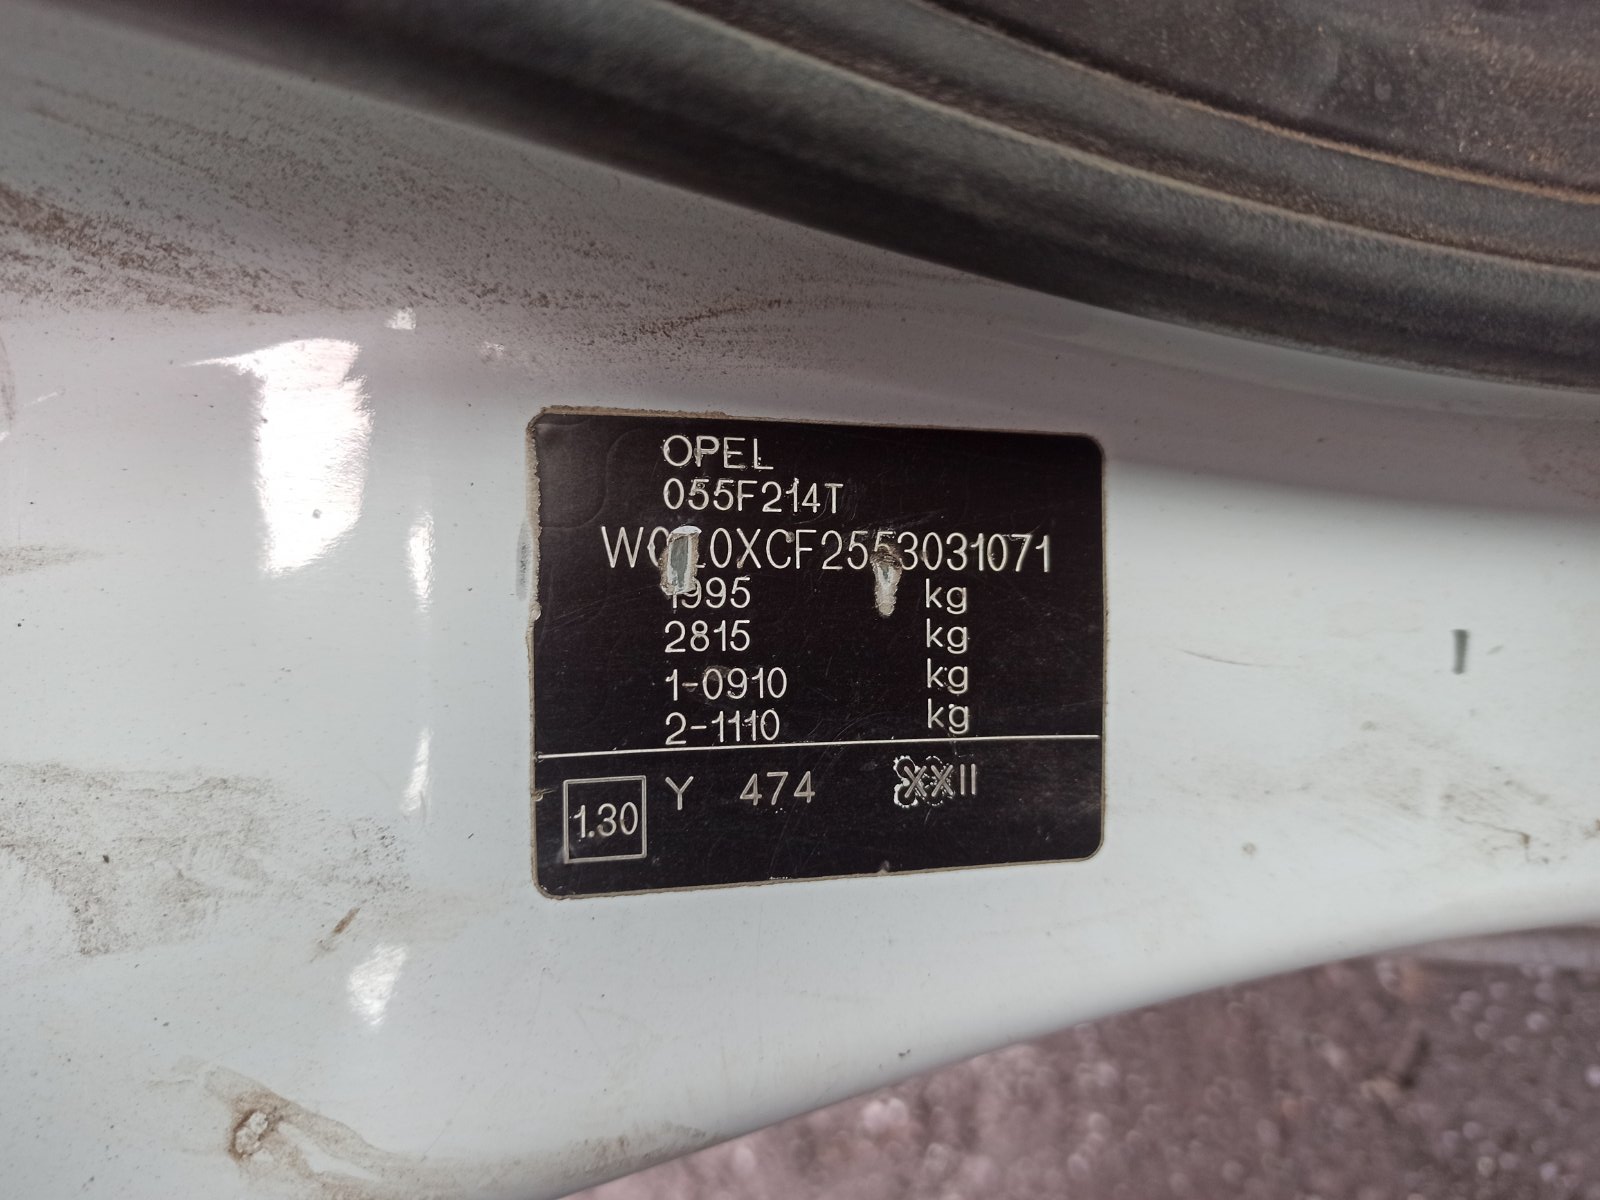 OPEL
055F214T
W0L0XCF2553031071
1995 kg
2815 kg
1-0910 kg
2-1110 kg
1.30 Y 474 XXII